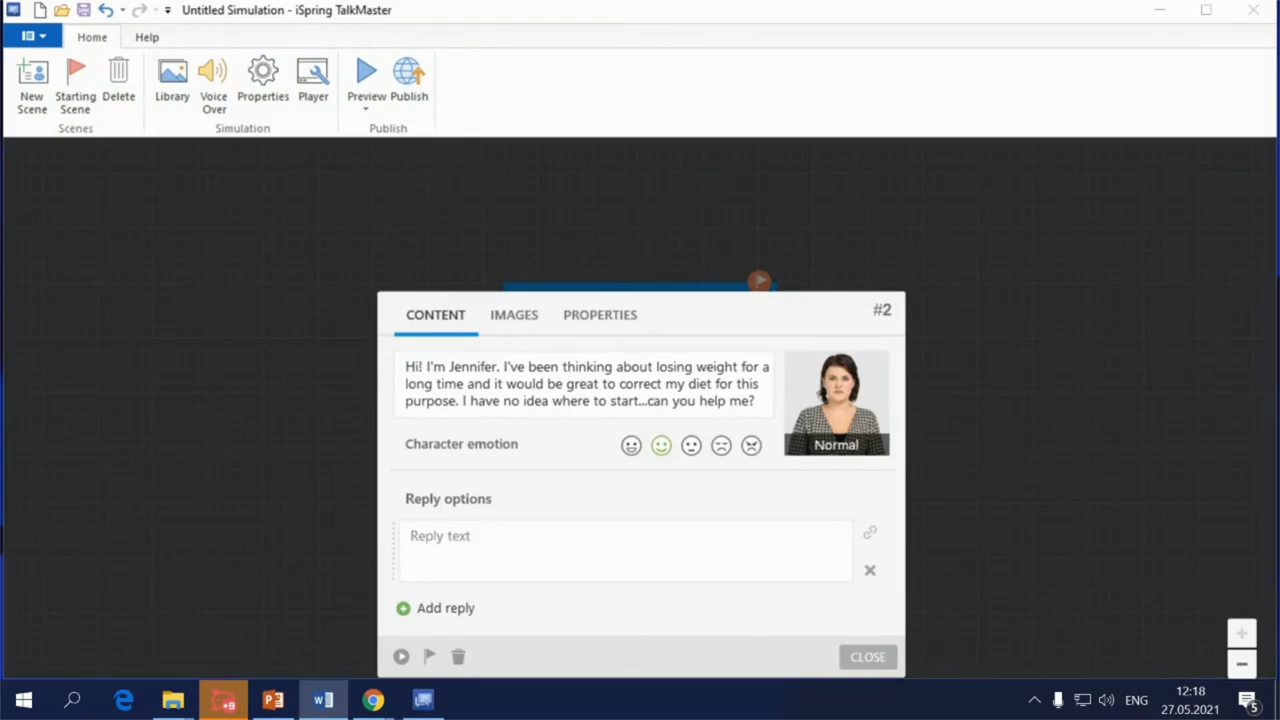 Untitled Simulation - iSpring TalkMaster
Home
Help
New Scene
Starting Scene
Delete
Library
Voice Over
Properties
Player
Preview
Publish
Scenes
Simulation
Publish
CONTENT
IMAGES
PROPERTIES
#2
Hi! I'm Jennifer. I've been thinking about losing weight for a
long time and it would be great to correct my diet for this
purpose. I have no idea where to start...can you help me?
Normal
Character emotion
Reply options
Reply text
Add reply
CLOSE
+9
ENG
12:18
27.05.2021
5